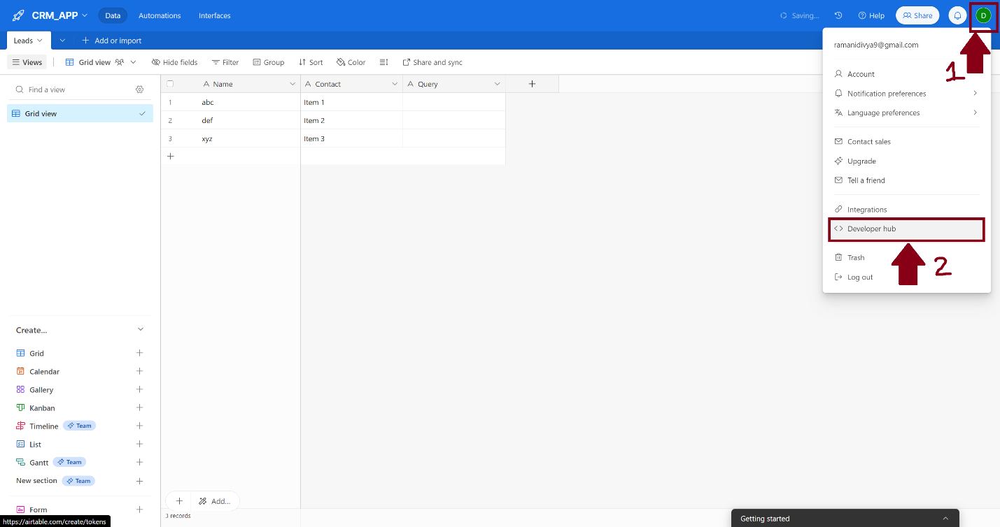 CRM_APP
Data
Automations
Interfaces
Saving...
Help
Share
D
Leads
Add or import
Views
Grid view
Hide fields
Filter
Group
Sort
Color
Share and sync
Find a view
Grid view
A Name
A Contact
A Query
1 abc Item 1
2 def Item 2
3 xyz Item 3
ramanidivya9@gmail.com
1
Account
Notification preferences
Language preferences
Contact sales
Upgrade
Tell a friend
Integrations
Developer hub
Trash
2
Log out
Create...
Grid
Calendar
Gallery
Kanban
Timeline Team
List
Gantt Team
New section Team
Form
https://airtable.com/create/tokens
Add...
3 records
Getting started